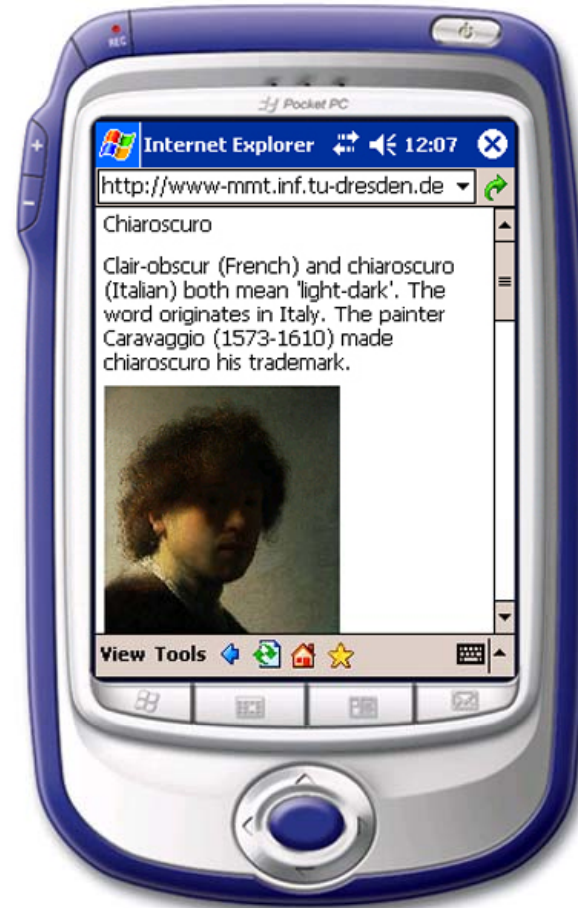 REC
Pocket PC
Internet Explorer 12:07
http://www-mmt.inf.tu-dresden.de
Chiaroscuro
Clair-obscur (French) and chiaroscuro
(Italian) both mean 'light-dark'. The
word originates in Italy. The painter
Caravaggio (1573-1610) made
chiaroscuro his trademark.
View Tools